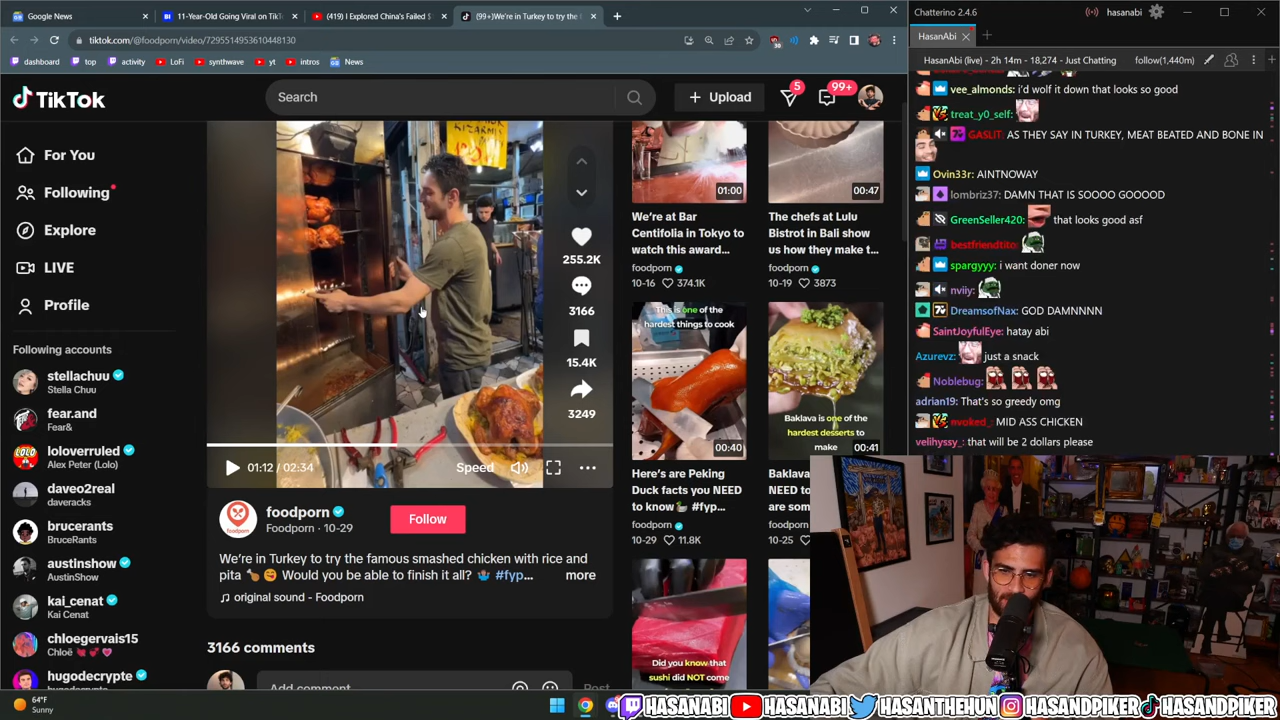 Google News
11-Year-Old Going Viral on TikT
(419) I Explored China's Failed $
(99+)We're in Turkey to try the
tiktok.com/@foodporn/video/7295514953610448130
dashboard
top
activity
LoFi
synthwave
yt
intros
News
TikTok
Search
Upload
5
99+
For You
Following
Explore
LIVE
Profile
Following accounts
stellachuu
Stella Chuu
fear.and
Fear&
loloverruled
Alex Peter (Lolo)
daveo2real
daveracks
brucerants
BruceRants
austinshow
AustinShow
kai_cenat
Kai Cenat
chloegervais15
Chloë
hugodecrypte
KIZARMIŞ
255.2K
3166
15.4K
3249
01:12 / 02:34
Speed
foodporn
Foodporn · 10-29
Follow
We're in Turkey to try the famous smashed chicken with rice and
pita Would you be able to finish it all? #fyp...
more
original sound - Foodporn
3166 comments
Add comment...
Post
01:00
We're at Bar
Centifolia in Tokyo to
watch this award...
foodporn
10-16 374.1K
00:47
The chefs at Lulu
Bistrot in Bali show
us how they make t...
foodporn
10-19 3873
This is one of the
hardest things to cook
00:40
Here's are Peking
Duck facts you NEED
to know #fyp...
foodporn
10-29 11.8K
Baklava is one of the
hardest desserts to
make
00:41
Baklava
NEED to
are som
foodporn
10-25
Did you know that
sushi did NOT come
64°F
Sunny
Chatterino 2.4.6
hasanabi
HasanAbi
HasanAbi (live) - 2h 14m - 18,274 - Just Chatting
follow(1,440m)
vee_almonds: i'd wolf it down that looks so good
treat_y0_self:
GASLIT: AS THEY SAY IN TURKEY, MEAT BEATED AND BONE IN
Ovin33r: AINTNOWAY
lombriz37: DAMN THAT IS SOOOO GOOOOD
GreenSeller420: that looks good asf
bestfriendtito:
spargyyy: i want doner now
nviiy:
DreamsofNax: GOD DAMNNNN
SaintJoyfulEye: hatay abi
Azurevz: just a snack
Noblebug:
adrian19: That's so greedy omg
nvoked_: MID ASS CHICKEN
velihyssy_: that will be 2 dollars please
HASANABI
HASANABI
HASANTHEHUN
HASANDPIKER
HASANDPIKER